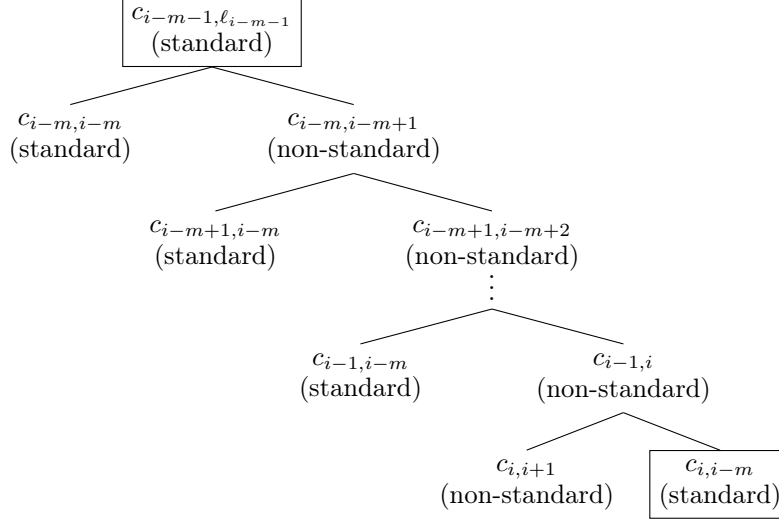 c_{i-m-1,ℓ_{i-m-1}}
(standard)
c_{i-m,i-m} c_{i-m,i-m+1}
(standard) (non-standard)
c_{i-m+1,i-m} c_{i-m+1,i-m+2}
(standard) (non-standard)
⋮
c_{i-1,i-m} c_{i-1,i}
(standard) (non-standard)
c_{i,i+1} c_{i,i-m}
(non-standard) (standard)